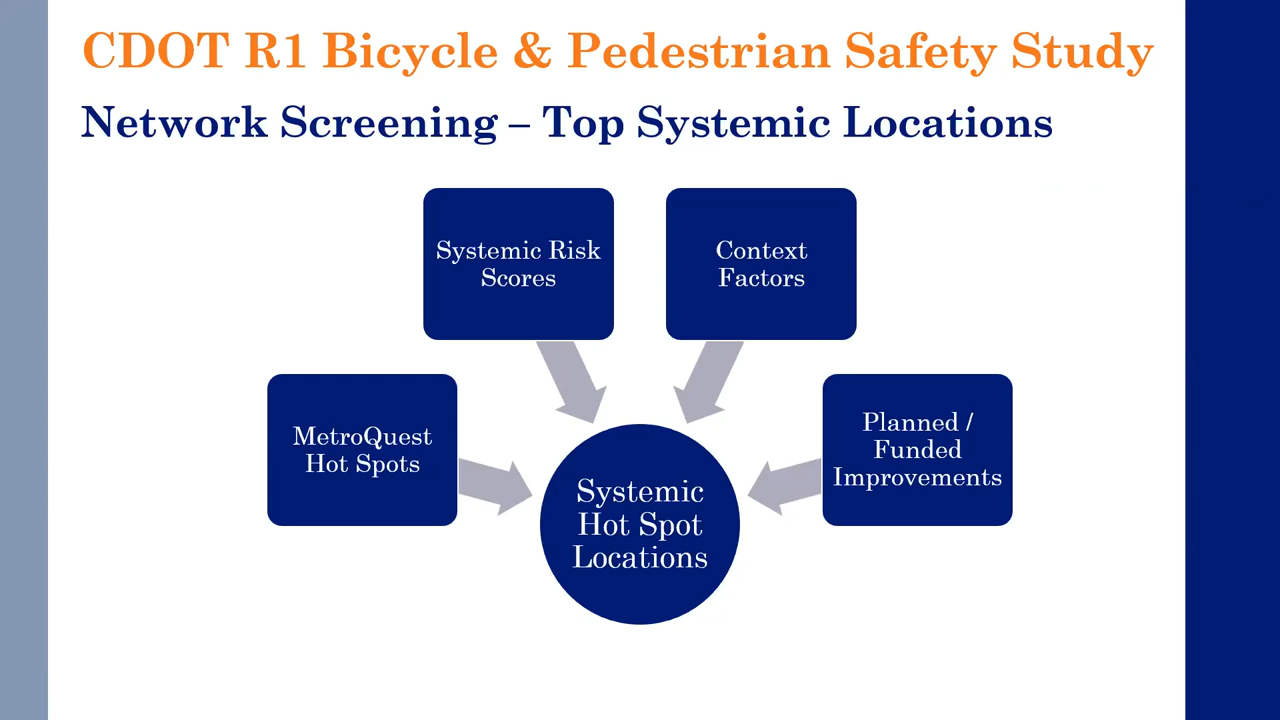 CDOT R1 Bicycle & Pedestrian Safety Study
Network Screening – Top Systemic Locations
Systemic Risk
Scores
Context
Factors
MetroQuest
Hot Spots
Planned /
Funded
Improvements
Systemic
Hot Spot
Locations